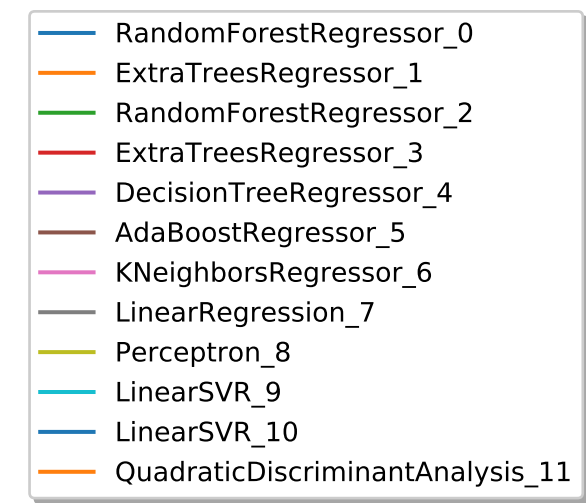 RandomForestRegressor_0
ExtraTreesRegressor_1
RandomForestRegressor_2
ExtraTreesRegressor_3
DecisionTreeRegressor_4
AdaBoostRegressor_5
KNeighborsRegressor_6
LinearRegression_7
Perceptron_8
LinearSVR_9
LinearSVR_10
QuadraticDiscriminantAnalysis_11